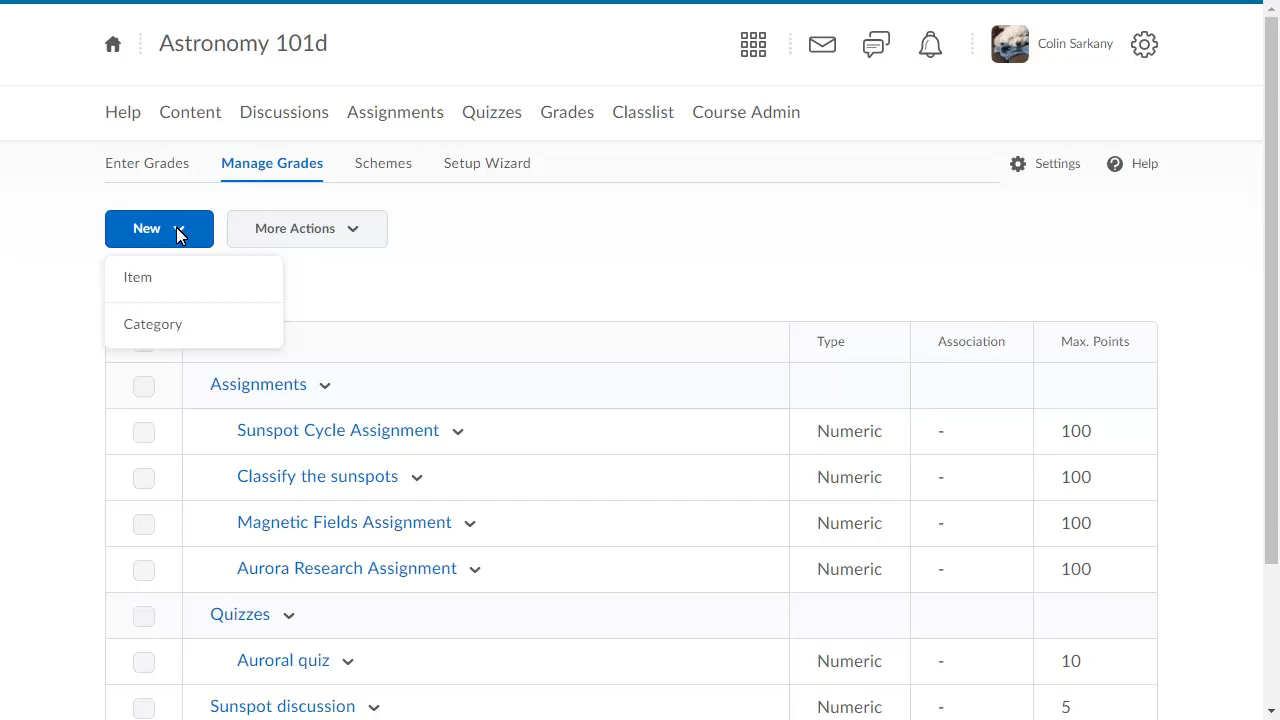 Astronomy 101d
Colin Sarkany
Help Content Discussions Assignments Quizzes Grades Classlist Course Admin
Enter Grades Manage Grades Schemes Setup Wizard Settings Help
New More Actions
Item
Category
Type Association Max. Points
Assignments
Sunspot Cycle Assignment Numeric - 100
Classify the sunspots Numeric - 100
Magnetic Fields Assignment Numeric - 100
Aurora Research Assignment Numeric - 100
Quizzes
Auroral quiz Numeric - 10
Sunspot discussion Numeric - 5